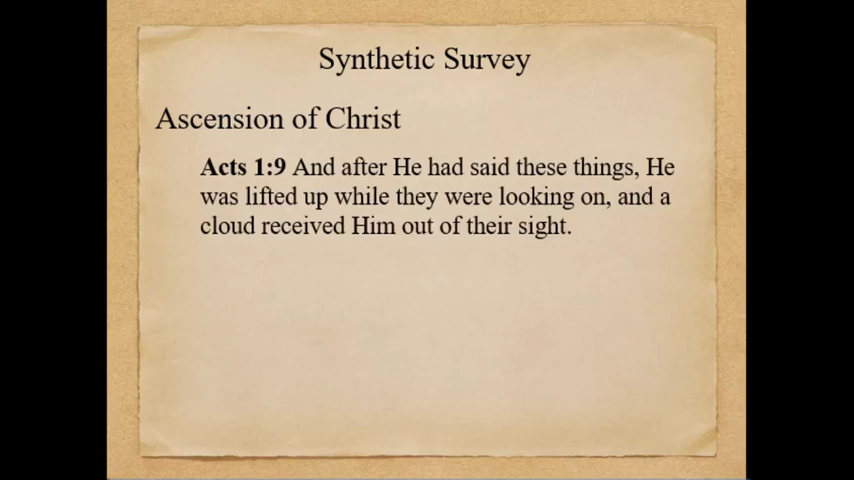 Synthetic Survey
Ascension of Christ
Acts 1:9 And after He had said these things, He
was lifted up while they were looking on, and a
cloud received Him out of their sight.